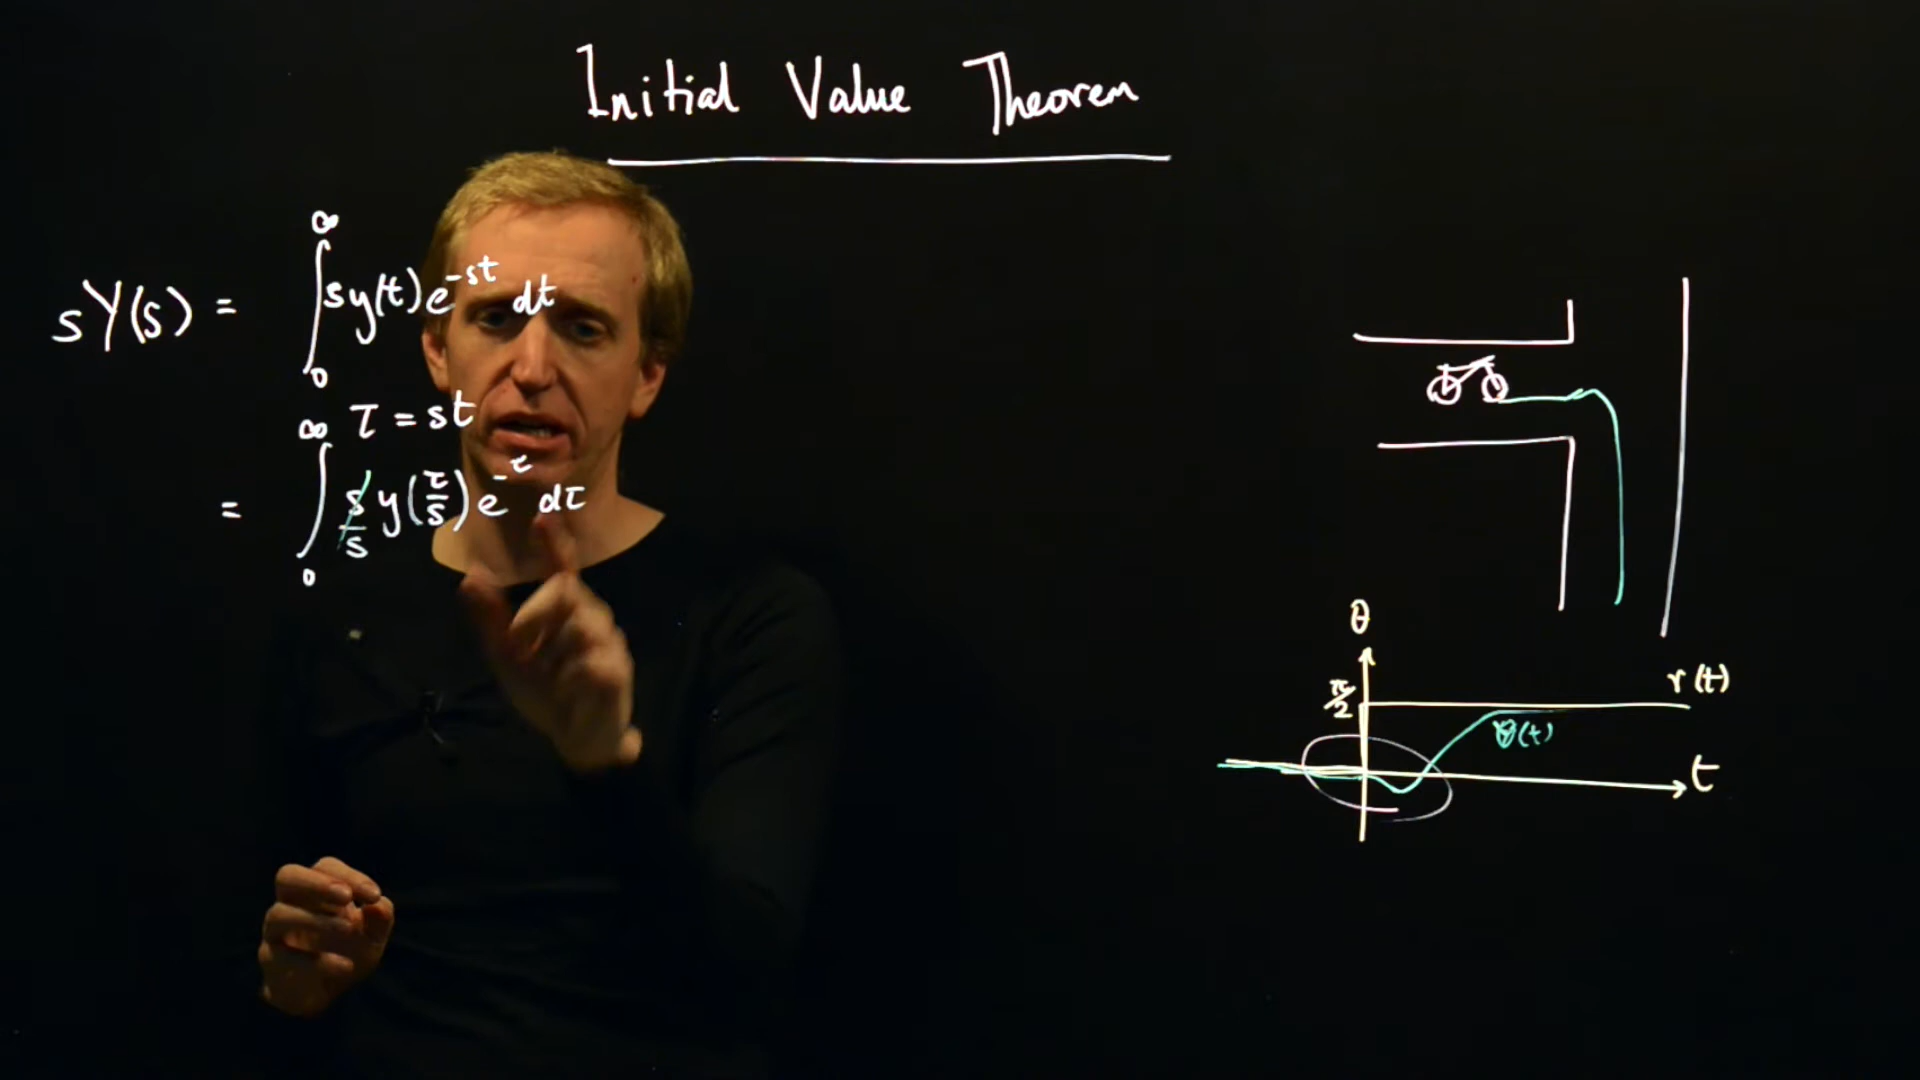 Initial Value Theorem
sY(s) = ∫₀^∞ sy(t)e^{-st} dt
τ = st
= ∫₀^∞ s/s y(τ/s) e^{-τ} dτ
θ
π/2
r(t)
t